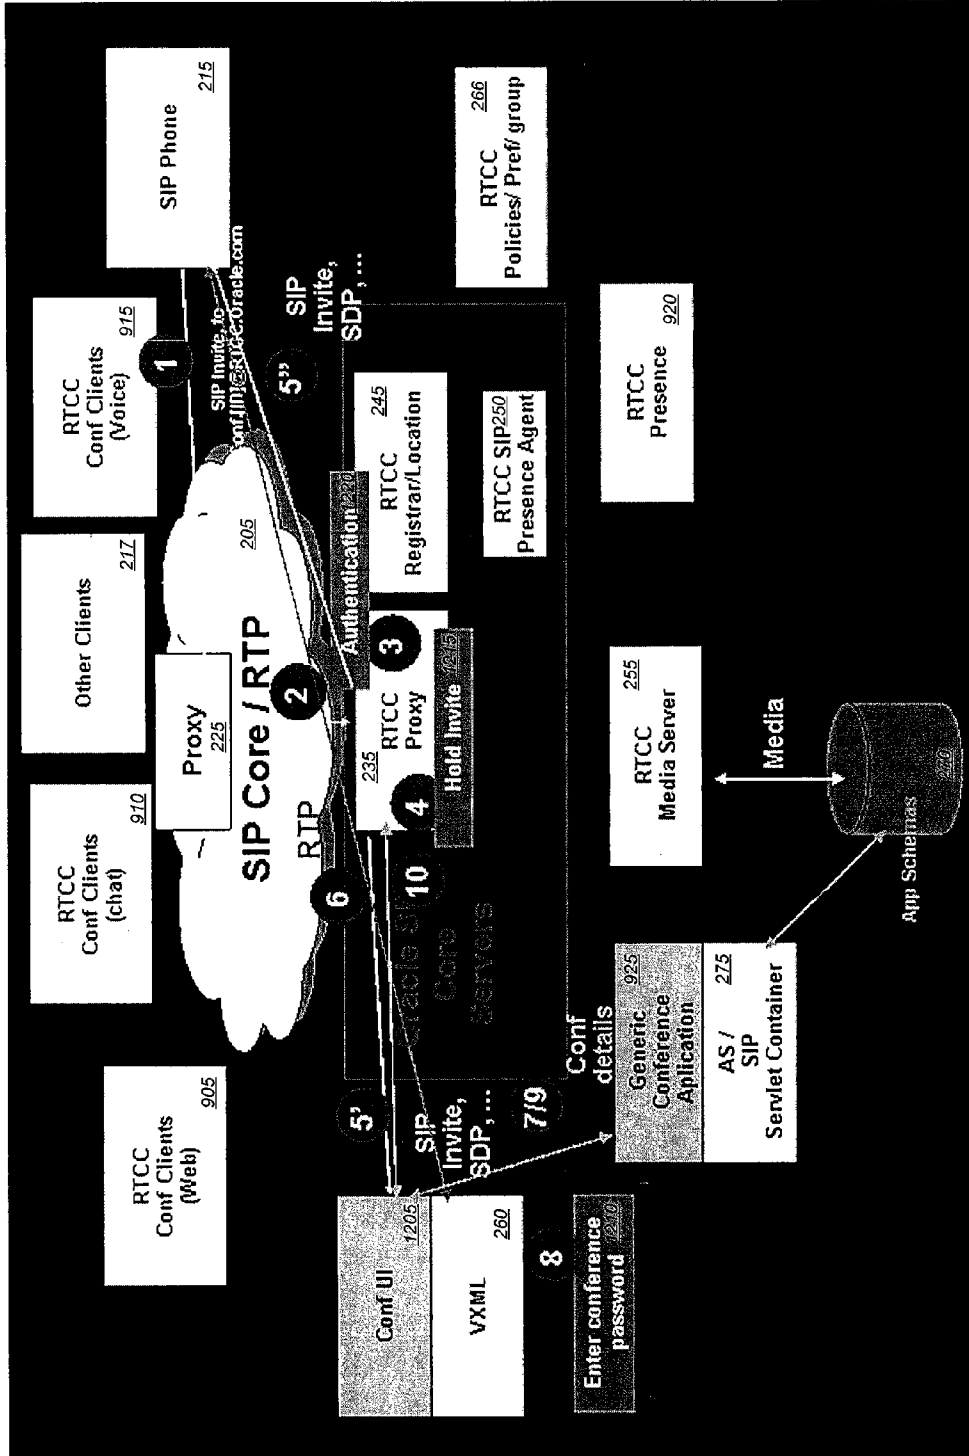 RTCC
Conf Clients
(Web)
905
RTCC
Conf Clients
(chat)
910
Other Clients
217
RTCC
Conf Clients
(Voice)
915
SIP Phone
215
Proxy
225
SIP Core / RTP
205
RTP
1
2
SIP Invite, to
6
5"
SIP
Invite,
SDP,...
Authentication
Conf UI
1205
VXML
260
5'
SIP
Invite,
SDP,...
7/9
Conf
details
8
Enter conference
password
Core
Servers
10
4
3
235
RTCC
Proxy
Hold Invite
RTCC
Registrar/Location
245
RTCC SIP
Presence Agent
250
RTCC
Policies/ Pref/ group
266
RTCC
Presence
920
RTCC
Media Server
255
Media
Generic
Conference
Aplication
925
AS /
SIP
Servlet Container
275
App Schemas